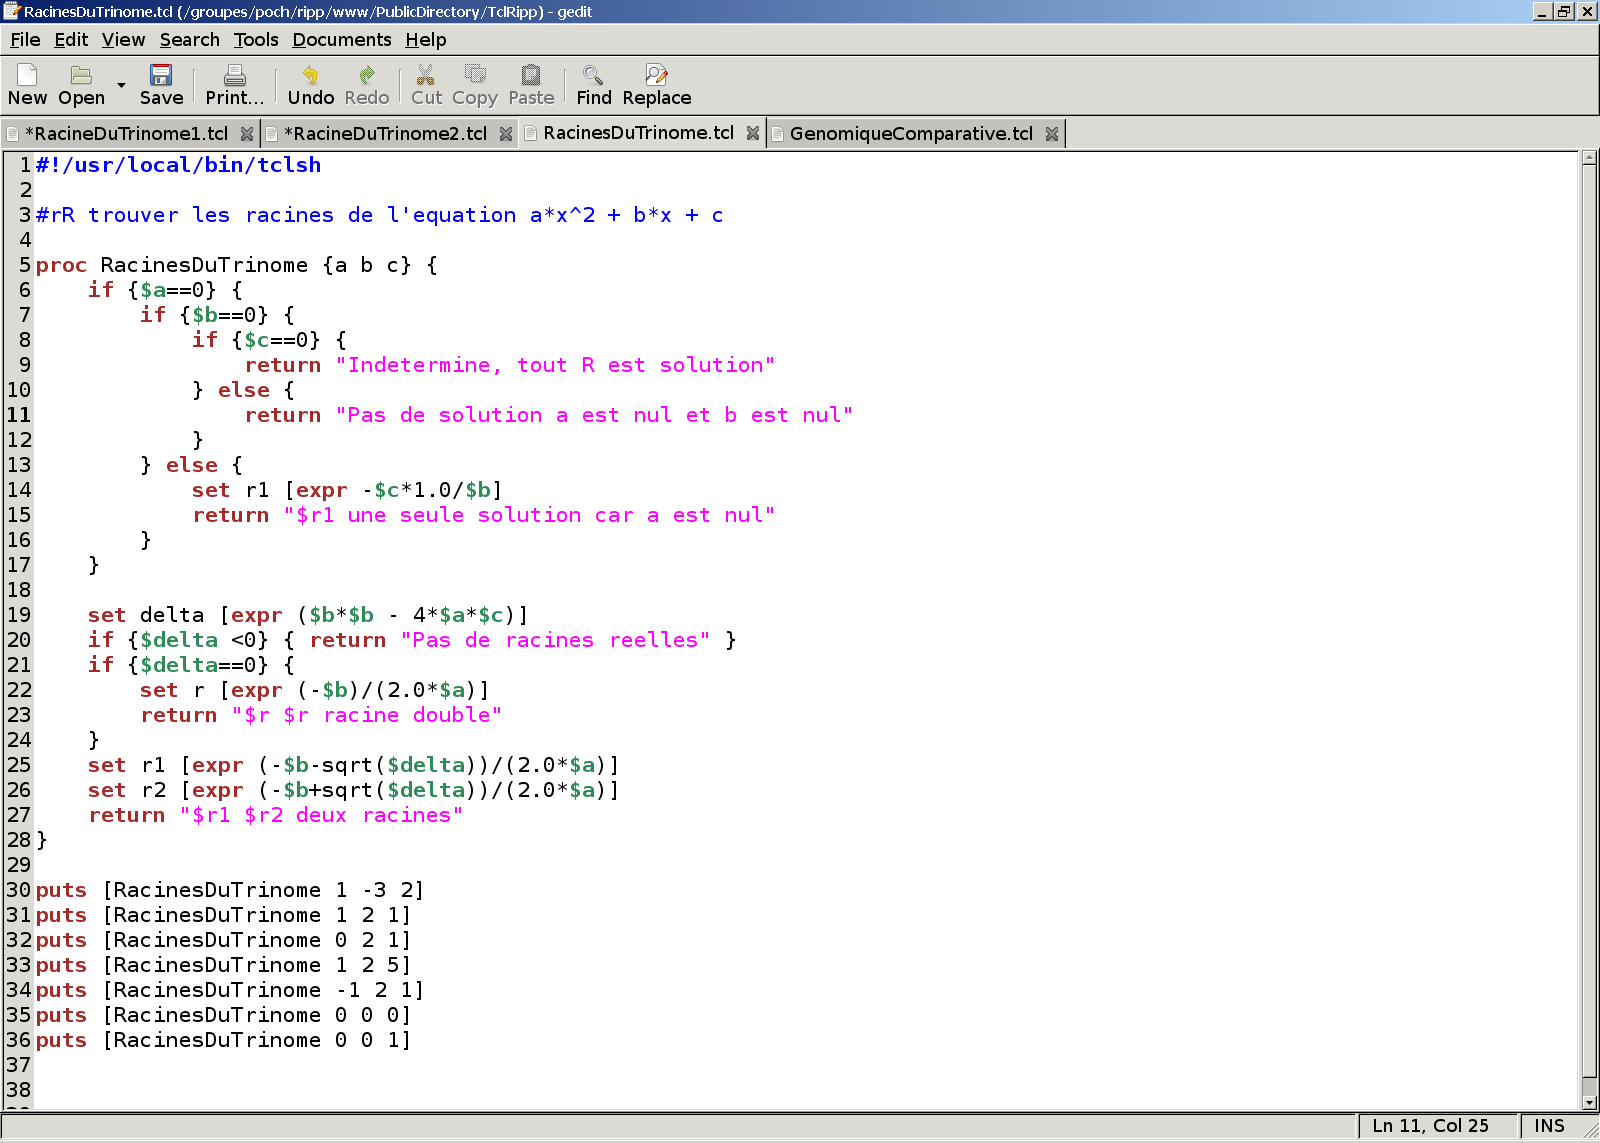 RacinesDuTrinome.tcl (/groupes/poch/ripp/www/PublicDirectory/TclRipp) - gedit
File Edit View Search Tools Documents Help
New Open Save Print... Undo Redo Cut Copy Paste Find Replace
*RacineDuTrinome1.tcl *RacineDuTrinome2.tcl RacinesDuTrinome.tcl GenomiqueComparative.tcl
1 #!/usr/local/bin/tclsh
2
3 #rR trouver les racines de l'equation a*x^2 + b*x + c
4
5 proc RacinesDuTrinome {a b c} {
6     if {$a==0} {
7         if {$b==0} {
8             if {$c==0} {
9                 return "Indetermine, tout R est solution"
10             } else {
11                 return "Pas de solution a est nul et b est nul"
12             }
13         } else {
14             set r1 [expr -$c*1.0/$b]
15             return "$r1 une seule solution car a est nul"
16         }
17     }
18
19     set delta [expr ($b*$b - 4*$a*$c)]
20     if {$delta <0} { return "Pas de racines reelles" }
21     if {$delta==0} {
22         set r [expr (-$b)/(2.0*$a)]
23         return "$r $r racine double"
24     }
25     set r1 [expr (-$b-sqrt($delta))/(2.0*$a)]
26     set r2 [expr (-$b+sqrt($delta))/(2.0*$a)]
27     return "$r1 $r2 deux racines"
28 }
29
30 puts [RacinesDuTrinome 1 -3 2]
31 puts [RacinesDuTrinome 1 2 1]
32 puts [RacinesDuTrinome 0 2 1]
33 puts [RacinesDuTrinome 1 2 5]
34 puts [RacinesDuTrinome -1 2 1]
35 puts [RacinesDuTrinome 0 0 0]
36 puts [RacinesDuTrinome 0 0 1]
37
38
Ln 11, Col 25 INS